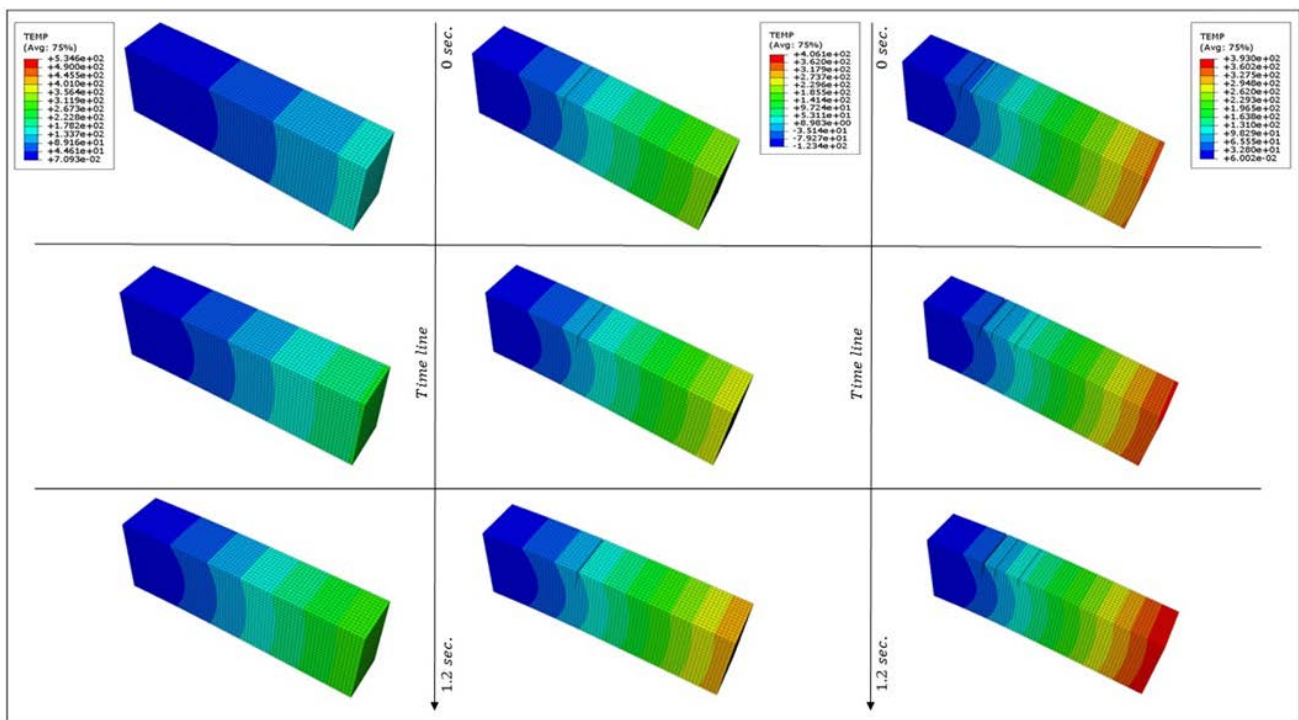 TEMP
(Avg: 75%)
+5.346e+02
+4.900e+02
+4.455e+02
+4.010e+02
+3.564e+02
+3.119e+02
+2.673e+02
+2.228e+02
+1.782e+02
+1.337e+02
+8.916e+01
+4.461e+01
+7.093e-02
0 sec.
Time line
1.2 sec.
TEMP
(Avg: 75%)
+4.061e+02
+3.620e+02
+3.179e+02
+2.737e+02
+2.296e+02
+1.855e+02
+1.414e+02
+9.724e+01
+5.311e+01
+8.983e+00
-3.514e+01
-7.927e+01
-1.234e+02
0 sec.
Time line
1.2 sec.
TEMP
(Avg: 75%)
+3.930e+02
+3.602e+02
+3.275e+02
+2.948e+02
+2.620e+02
+2.293e+02
+1.965e+02
+1.638e+02
+1.310e+02
+9.829e+01
+6.555e+01
+3.280e+01
+6.002e-02